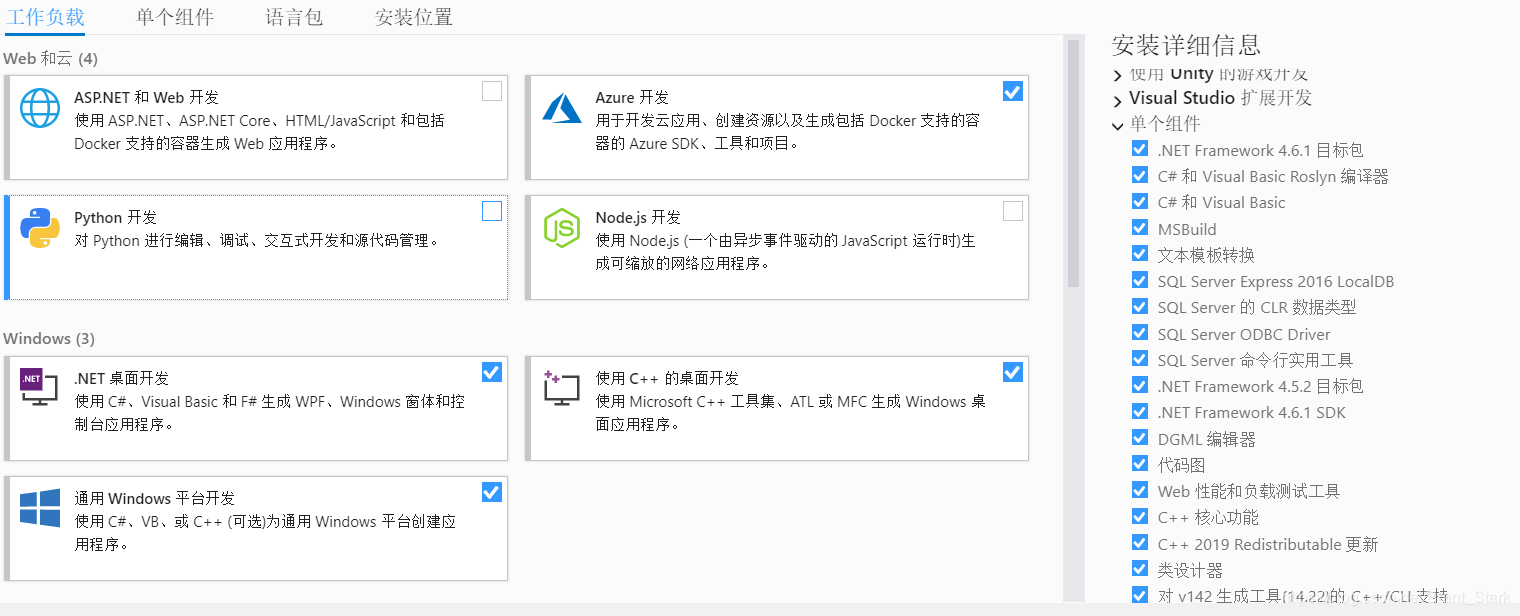 工作负载 单个组件 语言包 安装位置
Web 和云 (4)
ASP.NET 和 Web 开发
使用 ASP.NET、ASP.NET Core、HTML/JavaScript 和包括
Docker 支持的容器生成 Web 应用程序。
Azure 开发
用于开发云应用、创建资源以及生成包括 Docker 支持的容
器的 Azure SDK、工具和项目。
Python 开发
对 Python 进行编辑、调试、交互式开发和源代码管理。
Node.js 开发
使用 Node.js (一个由异步事件驱动的 JavaScript 运行时)生
成可缩放的网络应用程序。
Windows (3)
.NET
.NET 桌面开发
使用 C#、Visual Basic 和 F# 生成 WPF、Windows 窗体和控
制台应用程序。
使用 C++ 的桌面开发
使用 Microsoft C++ 工具集、ATL 或 MFC 生成 Windows 桌
面应用程序。
通用 Windows 平台开发
使用 C#、VB、或 C++ (可选)为通用 Windows 平台创建应
用程序。
安装详细信息
使用 Unity 的游戏开发
Visual Studio 扩展开发
单个组件
.NET Framework 4.6.1 目标包
C# 和 Visual Basic Roslyn 编译器
C# 和 Visual Basic
MSBuild
文本模板转换
SQL Server Express 2016 LocalDB
SQL Server 的 CLR 数据类型
SQL Server ODBC Driver
SQL Server 命令行实用工具
.NET Framework 4.5.2 目标包
.NET Framework 4.6.1 SDK
DGML 编辑器
代码图
Web 性能和负载测试工具
C++ 核心功能
C++ 2019 Redistributable 更新
类设计器
对 v142 生成工具(14.22)的 C++/CLI 支持